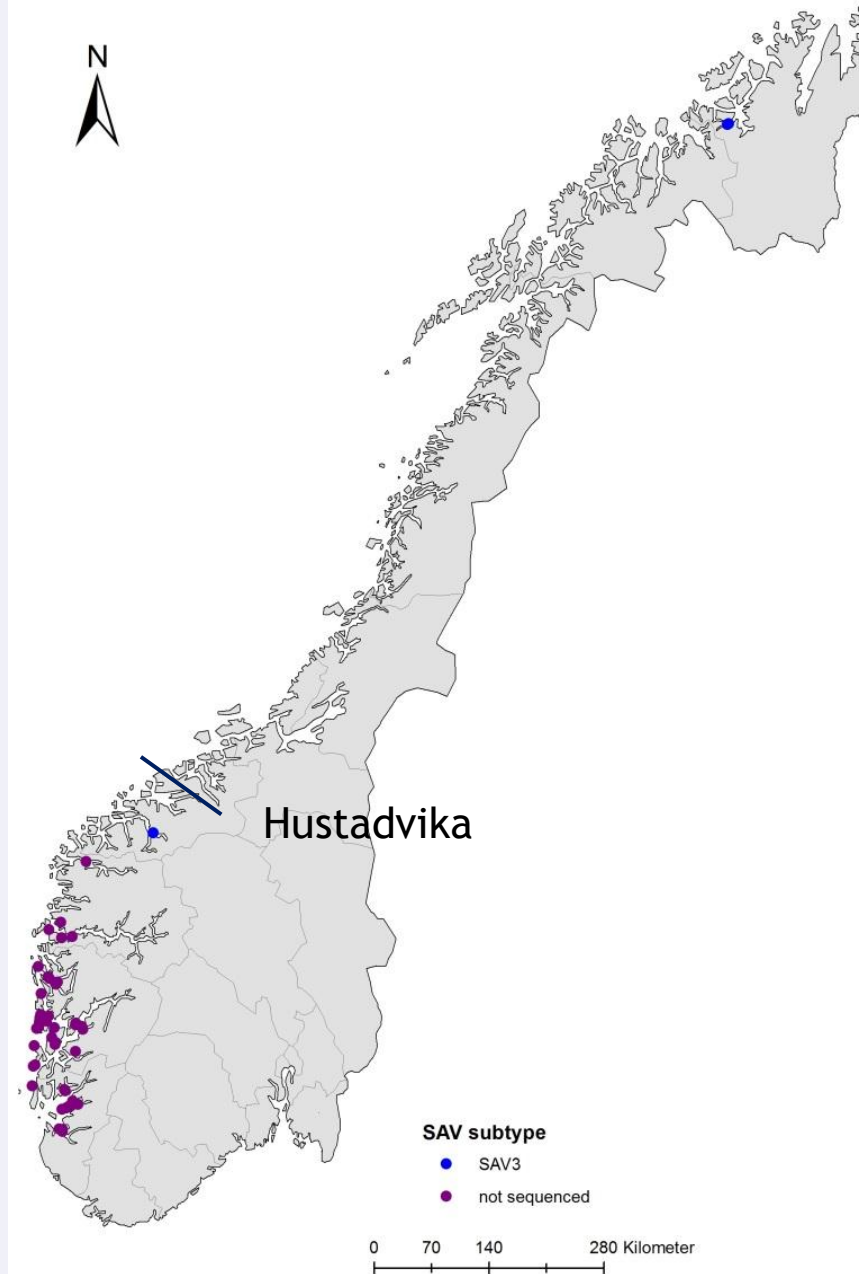 N
Hustadvika
SAV subtype
SAV3
not sequenced
0 70 140 280 Kilometer